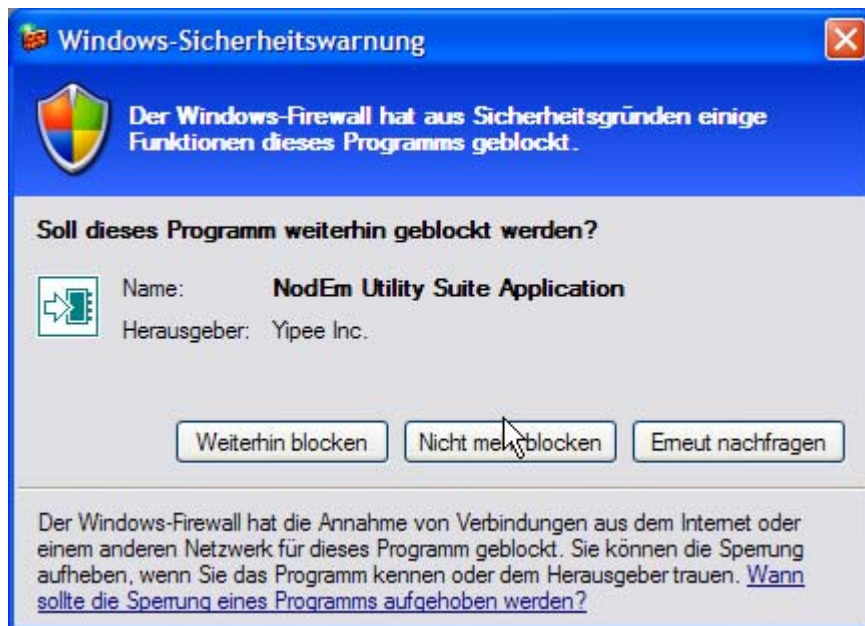 Windows-Sicherheitswarnung
Der Windows-Firewall hat aus Sicherheitsgründen einige
Funktionen dieses Programms geblockt.
Soll dieses Programm weiterhin geblockt werden?
Name: NodEm Utility Suite Application
Herausgeber: Yipee Inc.
Weiterhin blocken Nicht mehr blocken Erneut nachfragen
Der Windows-Firewall hat die Annahme von Verbindungen aus dem Internet oder
einem anderen Netzwerk für dieses Programm geblockt. Sie können die Sperrung
aufheben, wenn Sie das Programm kennen oder dem Herausgeber trauen. Wann
sollte die Sperrung eines Programms aufgehoben werden?